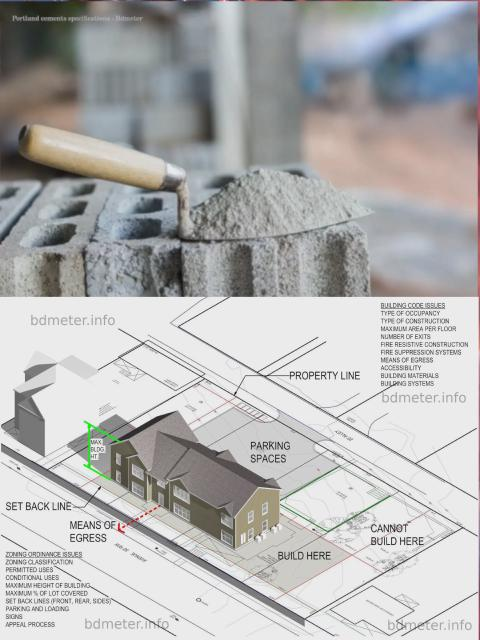 Portland cements specifications - Bdmeter
bdmeter.info
BUILDING CODE ISSUES
TYPE OF OCCUPANCY
TYPE OF CONSTRUCTION
MAXIMUM AREA PER FLOOR
NUMBER OF EXITS
FIRE RESISTIVE CONSTRUCTION
FIRE SUPPRESSION SYSTEMS
MEANS OF EGRESS
ACCESSIBILITY
BUILDING MATERIALS
BUILDING SYSTEMS
bdmeter.info
PROPERTY LINE
MAX.
BLDG
HT.
PARKING
SPACES
SET BACK LINE
MEANS OF
EGRESS
CANNOT
BUILD HERE
BUILD HERE
ZONING ORDINANCE ISSUES
ZONING CLASSIFICATION
PERMITTED USES
CONDITIONAL USES
MAXIMUM HEIGHT OF BUILDING
MAXIMUM % OF LOT COVERED
SET BACK LINES (FRONT, REAR, SIDES)
PARKING AND LOADING
SIGNS
APPEAL PROCESS
bdmeter.info
bdmeter.info